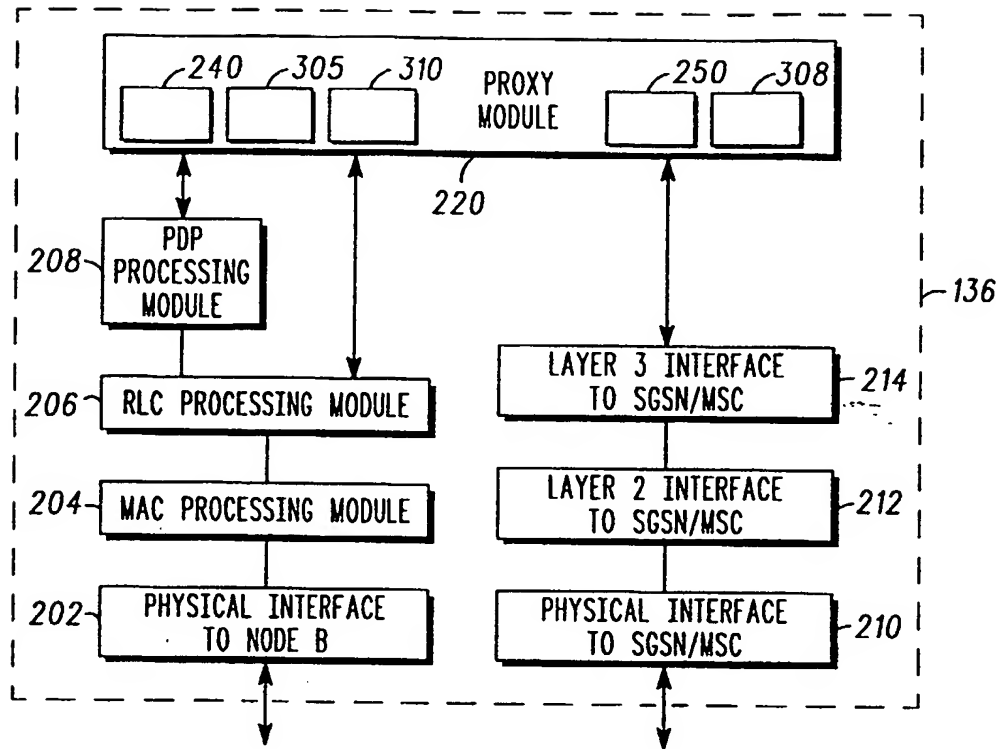 240
305
310
PROXY
MODULE
250
308
220
208
PDP
PROCESSING
MODULE
136
206
RLC PROCESSING MODULE
LAYER 3 INTERFACE
TO SGSN/MSC
214
204
MAC PROCESSING MODULE
LAYER 2 INTERFACE
TO SGSN/MSC
212
202
PHYSICAL INTERFACE
TO NODE B
PHYSICAL INTERFACE
TO SGSN/MSC
210